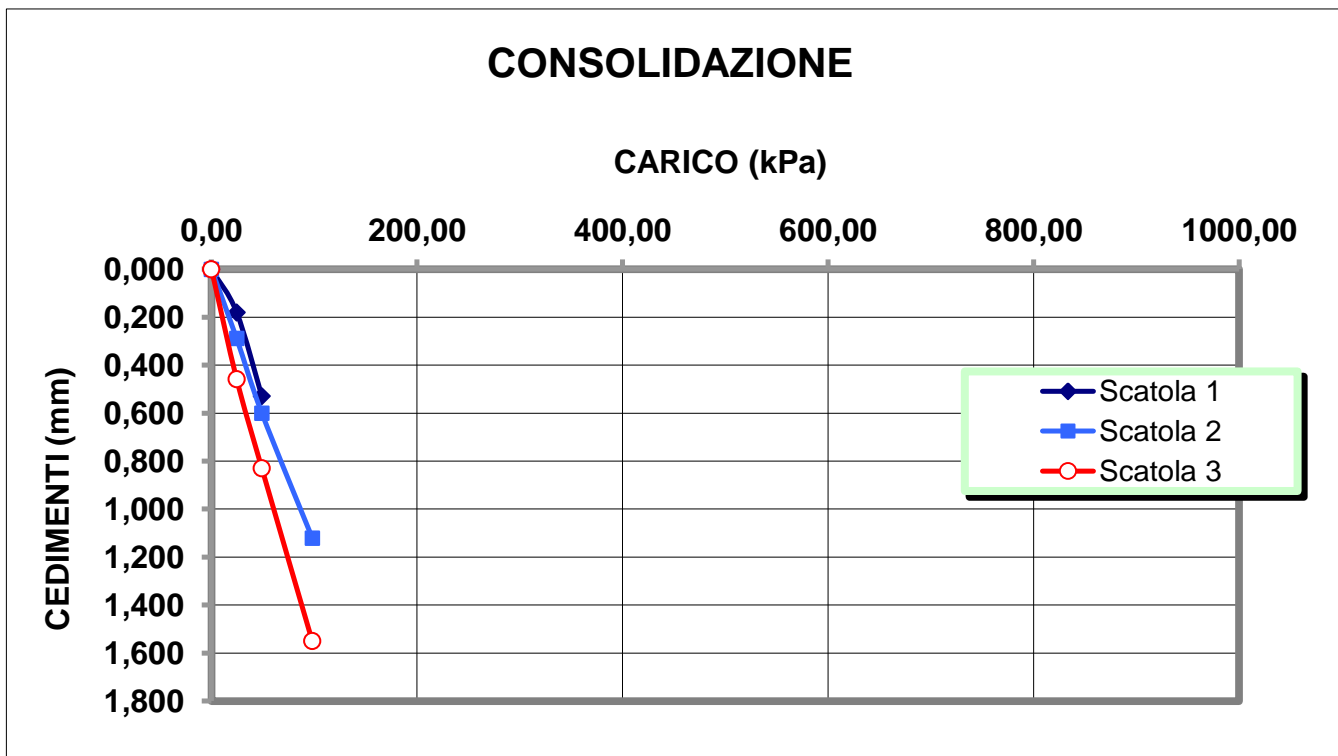 CONSOLIDAZIONE
CARICO (kPa)
0,00 200,00 400,00 600,00 800,00 1000,00
0,000
0,200
0,400
0,600
0,800
1,000
1,200
1,400
1,600
1,800
CEDIMENTI (mm)
Scatola 1
Scatola 2
Scatola 3